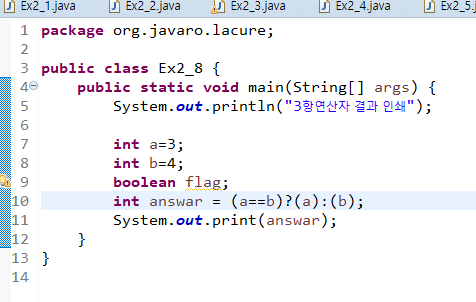 Ex2_1.java Ex2_2.java Ex2_3.java Ex2_4.java Ex2_5.j
1 package org.javaro.lacure;
2
3 public class Ex2_8 {
4 public static void main(String[] args) {
5 System.out.println("3항연산자 결과 인쇄");
6
7 int a=3;
8 int b=4;
9 boolean flag;
10 int answar = (a==b)?(a):(b);
11 System.out.print(answar);
12 }
13 }
14